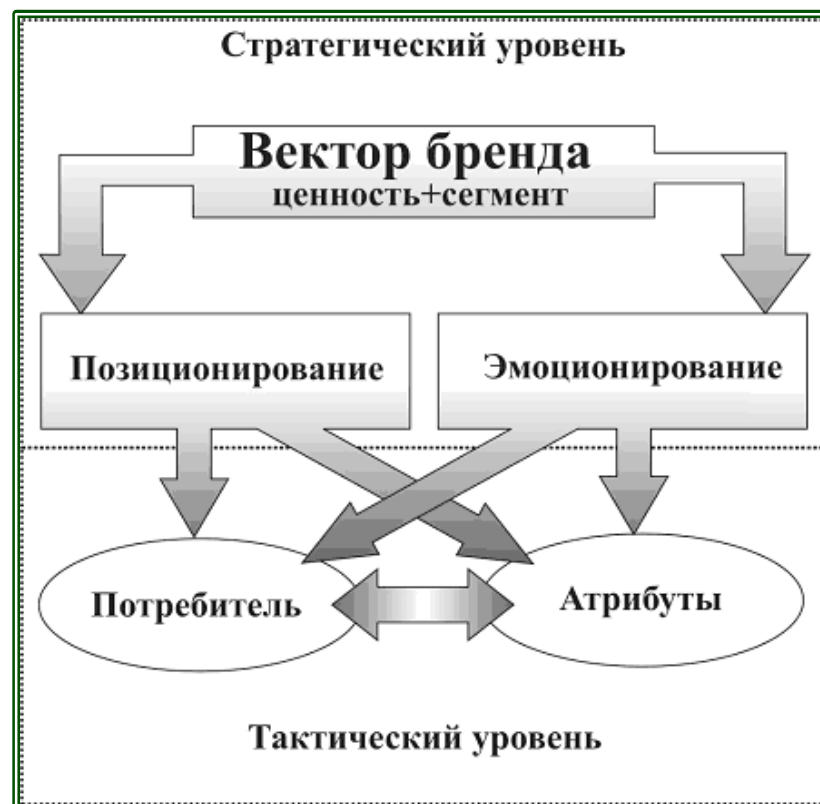 Стратегический уровень
Вектор бренда
ценность+сегмент
Позиционирование
Эмоционирование
Потребитель
Атрибуты
Тактический уровень